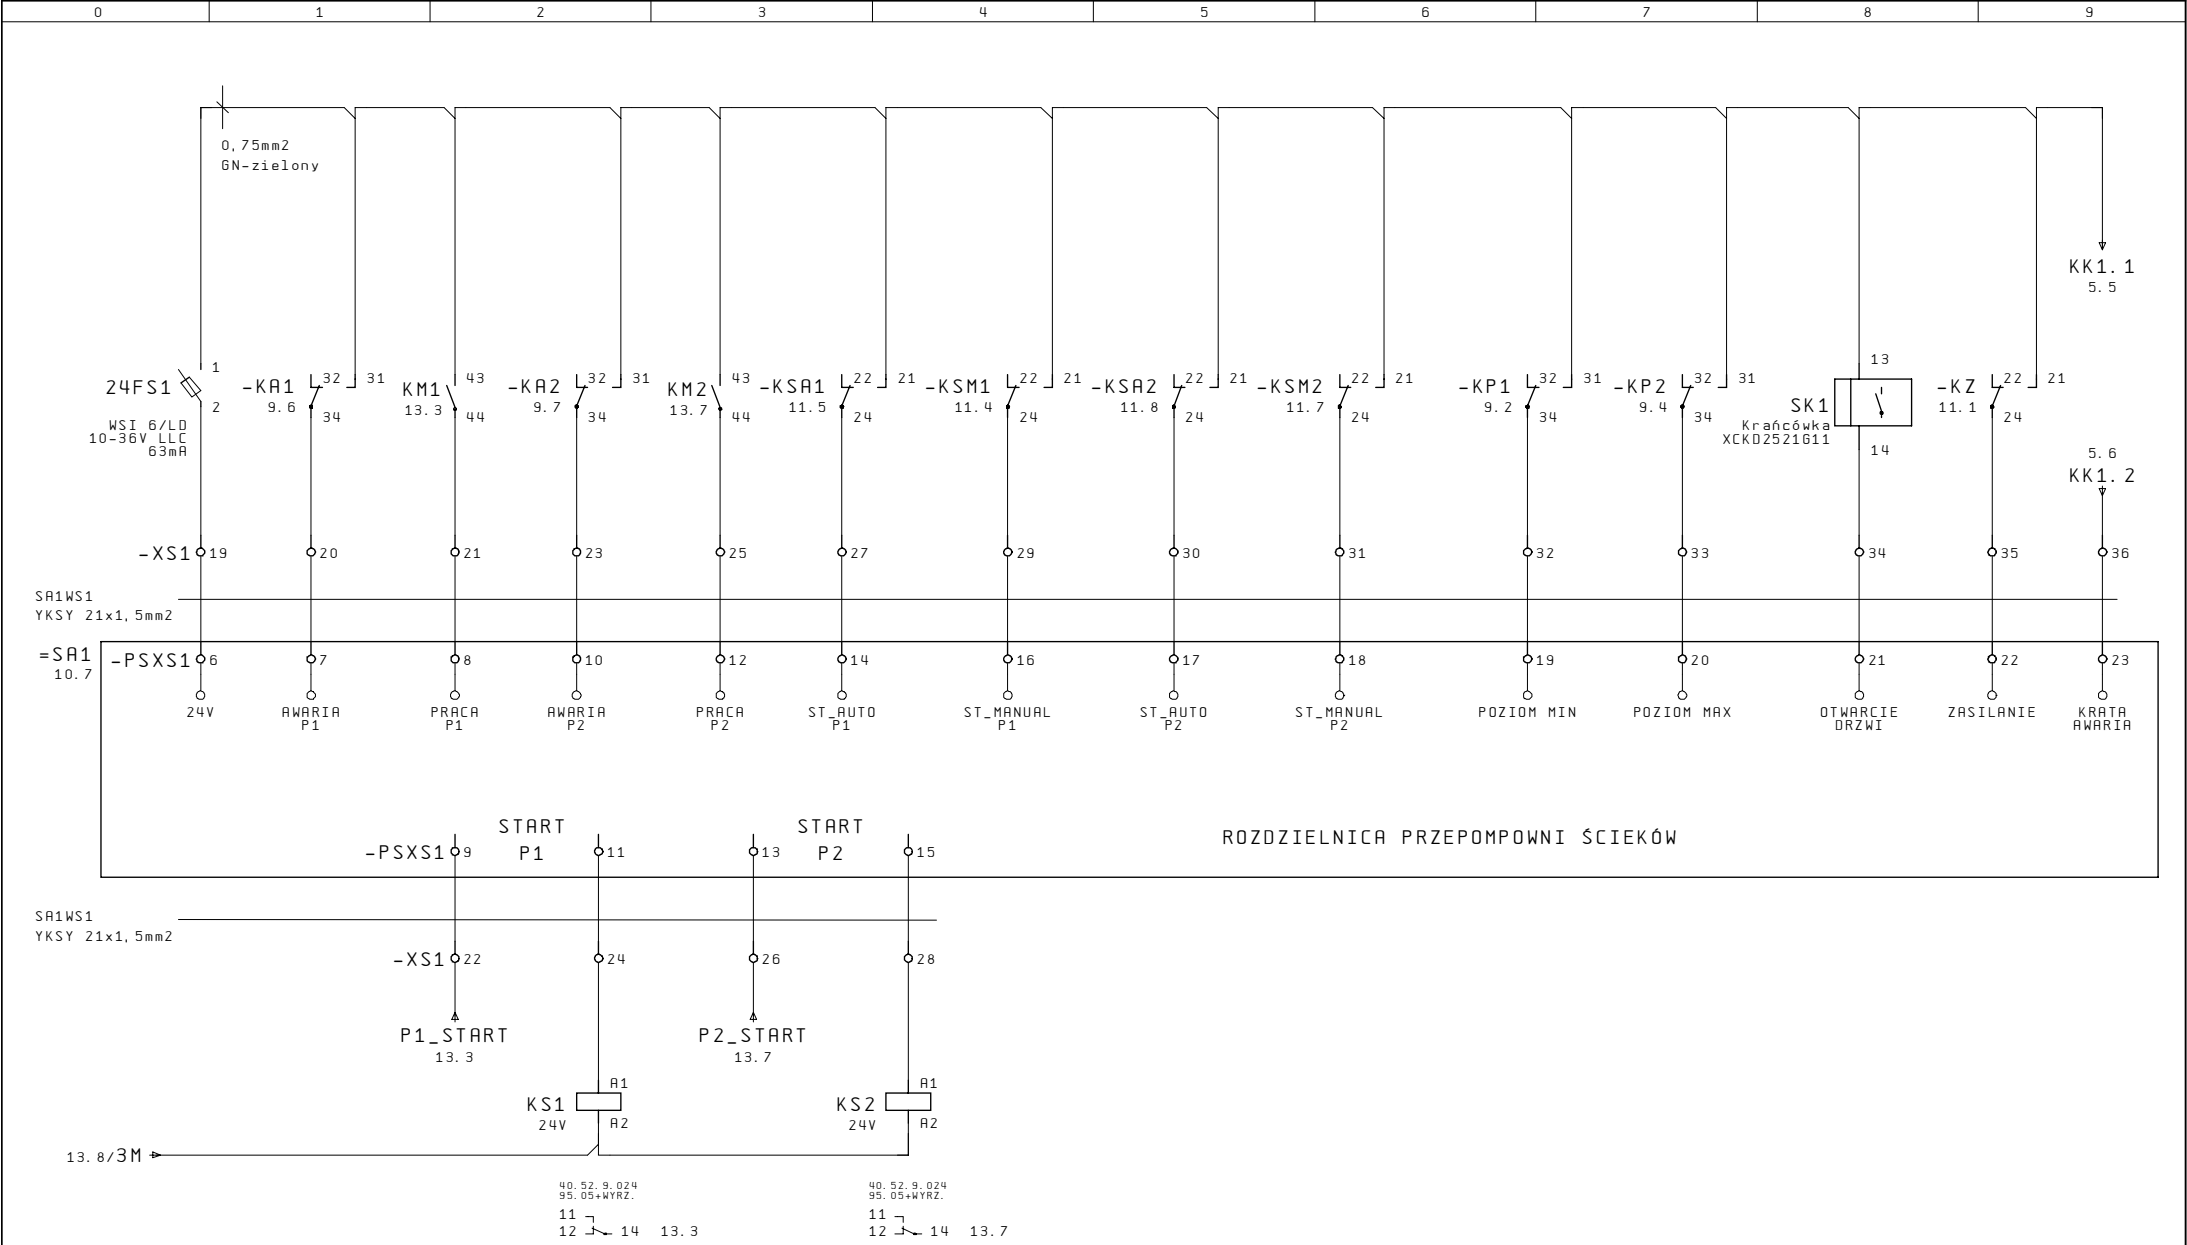 0 1 2 3 4 5 6 7 8 9
0,75mm2
GN-zielony
KK1.1
5.5
24FS1 1 2
WSI 6/LD
10-36V LLC
63mA
-KA1 32 31
9.6 34
KM1 43
13.3 44
-KA2 32 31
9.7 34
KM2 43
13.7 44
-KSA1 22 21
11.5 24
-KSM1 22 21
11.4 24
-KSA2 22 21
11.8 24
-KSM2 22 21
11.7 24
-KP1 32 31
9.2 34
-KP2 32 31
9.4 34
13
SK1
Krańcówka
XCKD2521G11
14
-KZ 22 21
11.1 24
5.6
KK1.2
-XS1 19 20 21 23 25 27 29 30 31 32 33 34 35 36
SA1WS1
YKSY 21x1,5mm2
=SA1
10.7
-PSXS1 6 7 8 10 12 14 16 17 18 19 20 21 22 23
24V
AWARIA
P1
PRACA
P1
AWARIA
P2
PRACA
P2
ST_AUTO
P1
ST_MANUAL
P1
ST_AUTO
P2
ST_MANUAL
P2
POZIOM MIN
POZIOM MAX
OTWARCIE
DRZWI
ZASILANIE
KRATA
AWARIA
START
P1
START
P2
ROZDZIELNICA PRZEPOMPOWNI ŚCIEKÓW
-PSXS1 9 11 13 15
SA1WS1
YKSY 21x1,5mm2
-XS1 22 24 26 28
P1_START
13.3
P2_START
13.7
A1
KS1
24V A2
A1
KS2
24V A2
13.8/3M
40.52.9.024
95.05+WYRZ.
11
12 14 13.3
40.52.9.024
95.05+WYRZ.
11
12 14 13.7